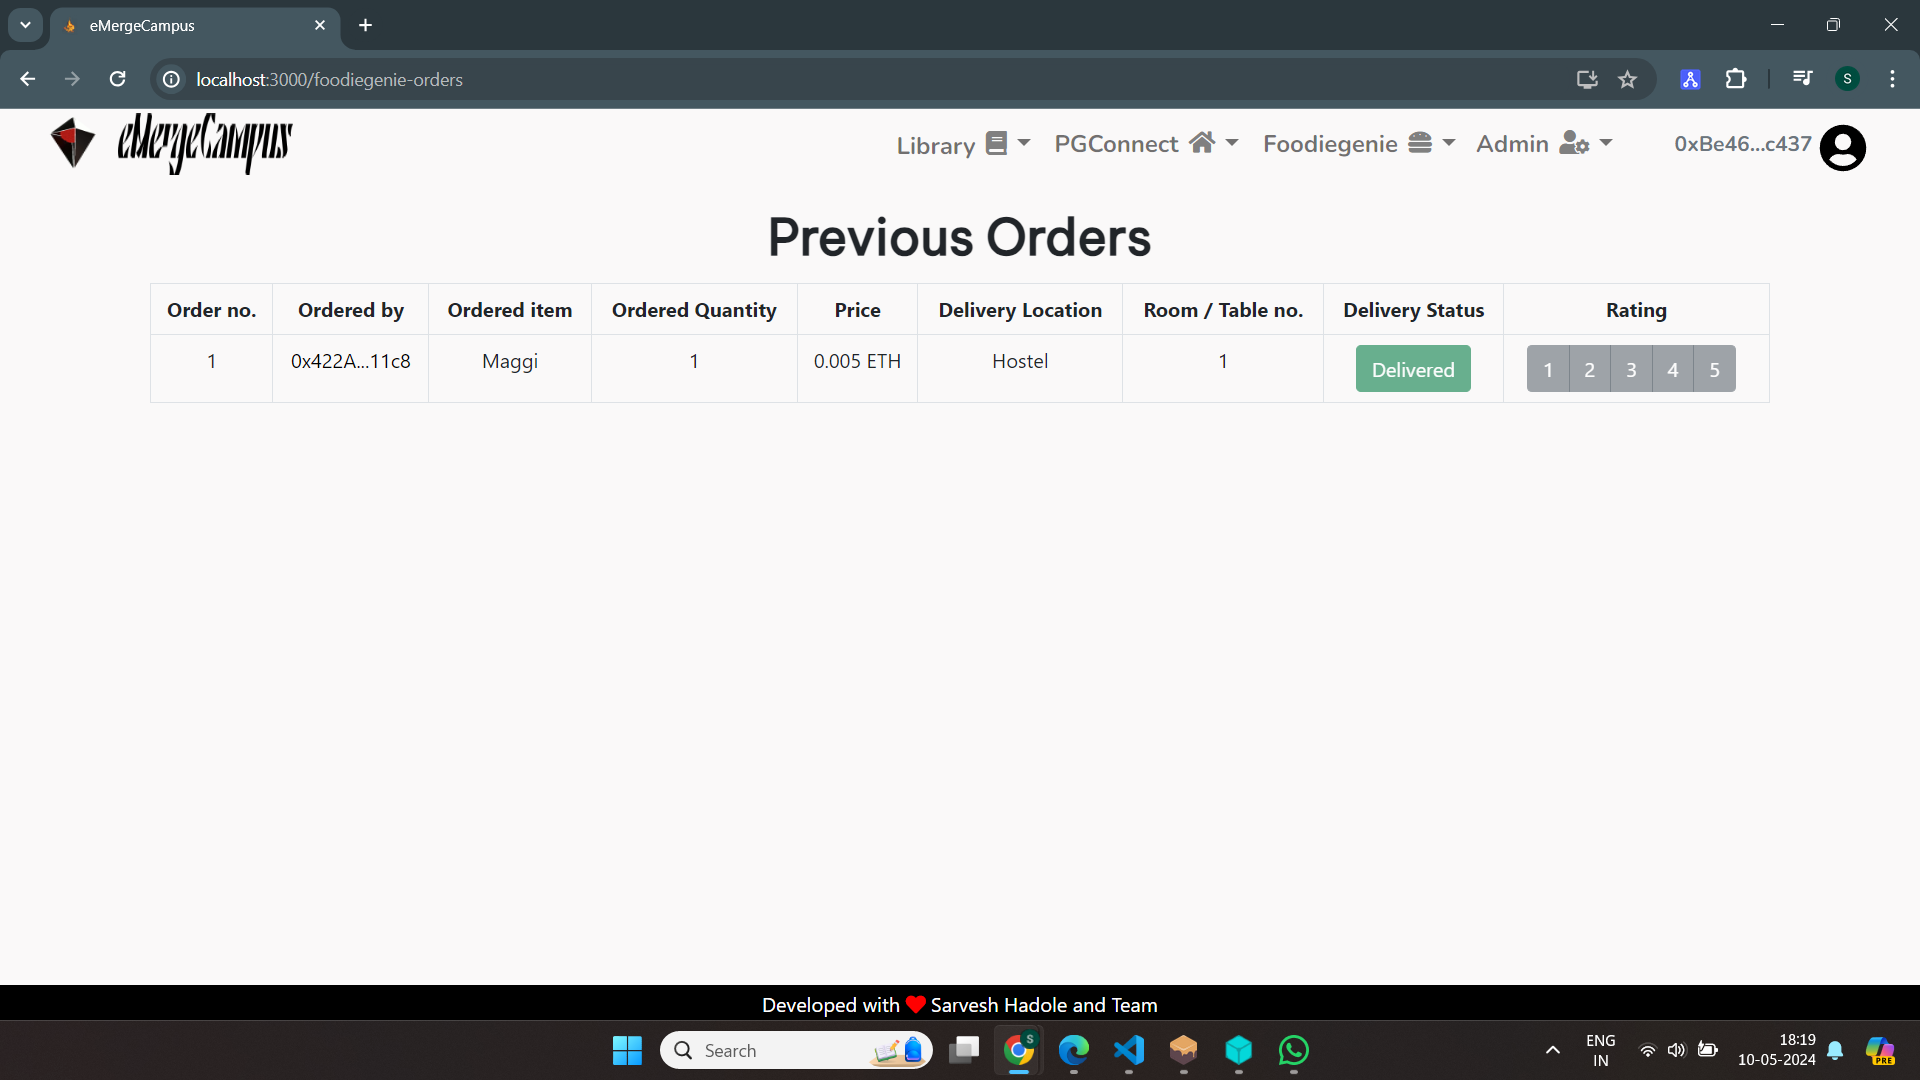 eMergeCampus
localhost:3000/foodiegenie-orders
S
eMergeCampus
Library PGConnect Foodiegenie Admin 0xBe46...c437
Previous Orders
Order no. Ordered by Ordered item Ordered Quantity Price Delivery Location Room / Table no. Delivery Status Rating
1 0x422A...11c8 Maggi 1 0.005 ETH Hostel 1 Delivered 1 2 3 4 5
Developed with ❤ Sarvesh Hadole and Team
Search
S
ENG
IN
18:19
10-05-2024
PRE